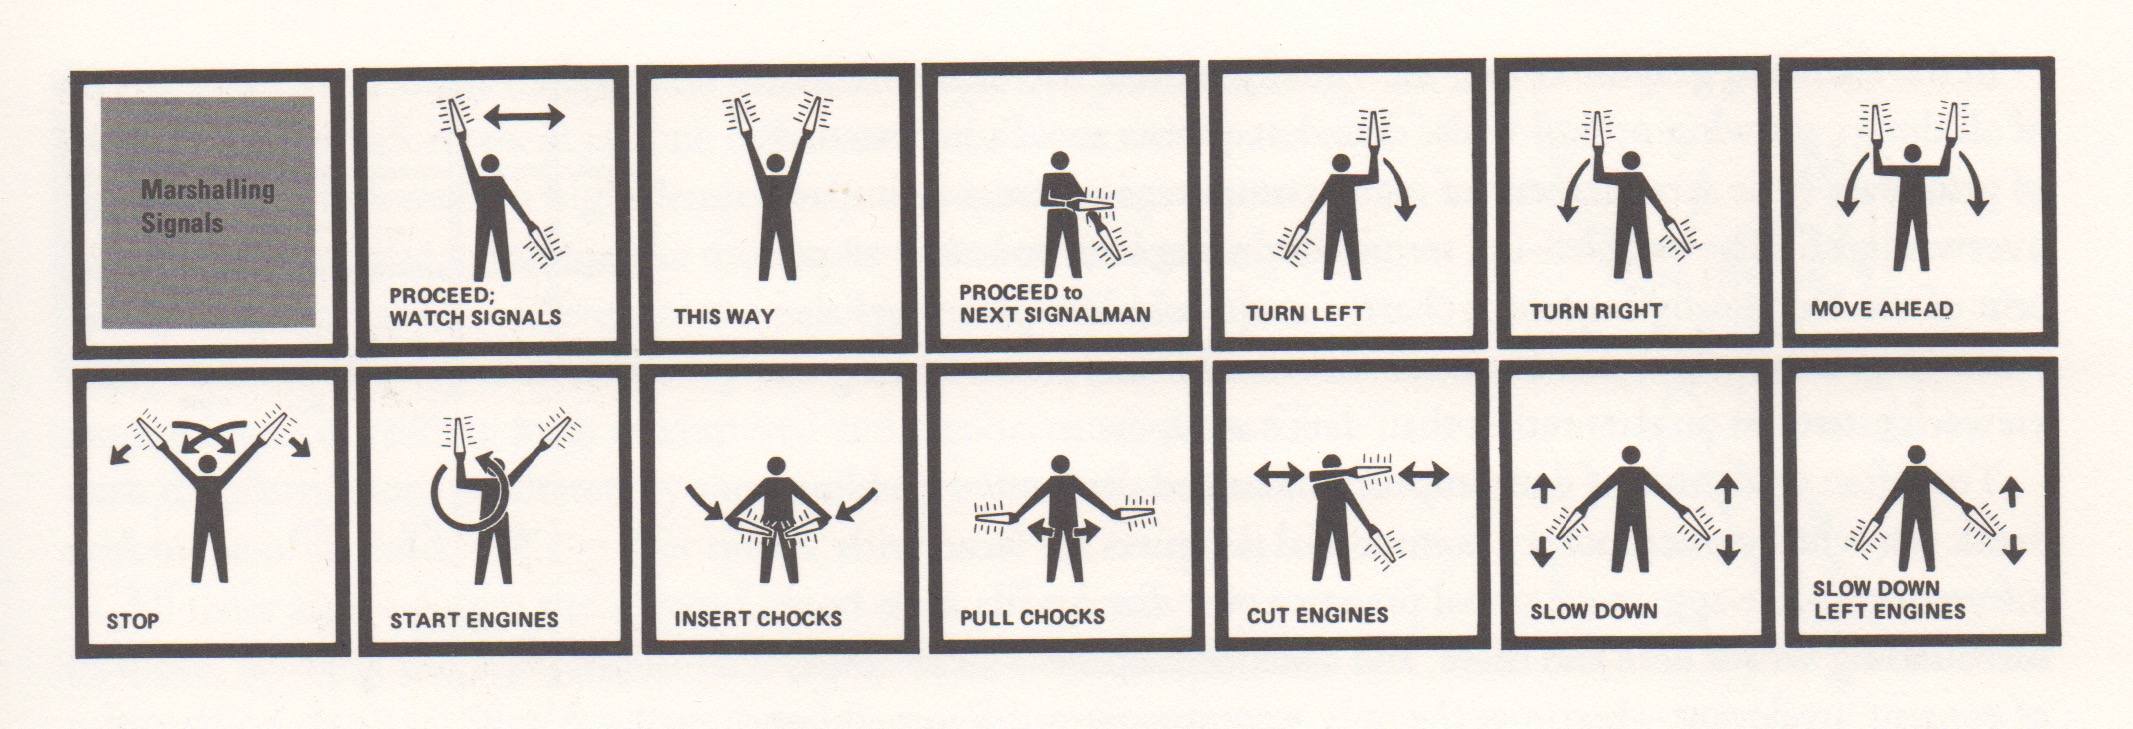 Marshalling
Signals
PROCEED;
WATCH SIGNALS
THIS WAY
PROCEED to
NEXT SIGNALMAN
TURN LEFT
TURN RIGHT
MOVE AHEAD
STOP
START ENGINES
INSERT CHOCKS
PULL CHOCKS
CUT ENGINES
SLOW DOWN
SLOW DOWN
LEFT ENGINES